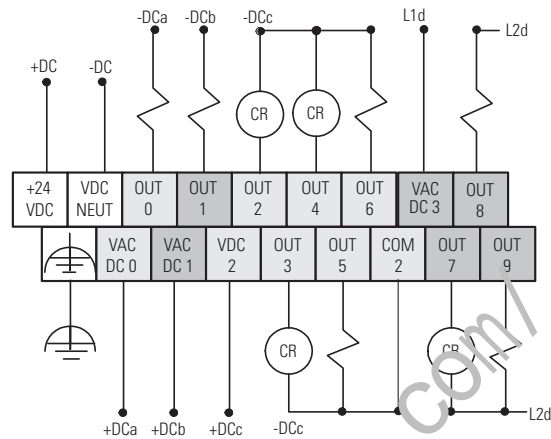 -DCa -DCb -DCc L1d
L2d
+DC -DC
CR CR
+24 VDC OUT OUT OUT OUT OUT VAC OUT
VDC NEUT 0 1 2 4 6 DC 3 8
VAC VAC VDC OUT OUT COM OUT OUT
DC 0 DC 1 2 3 5 2 7 9
CR CR
com/
+DCa +DCb +DCc -DCc L2d